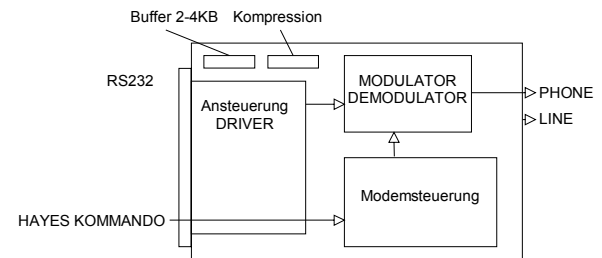 Buffer 2-4KB
Kompression
RS232
Ansteuerung
DRIVER
MODULATOR
DEMODULATOR
PHONE
LINE
Modemsteuerung
HAYES KOMMANDO